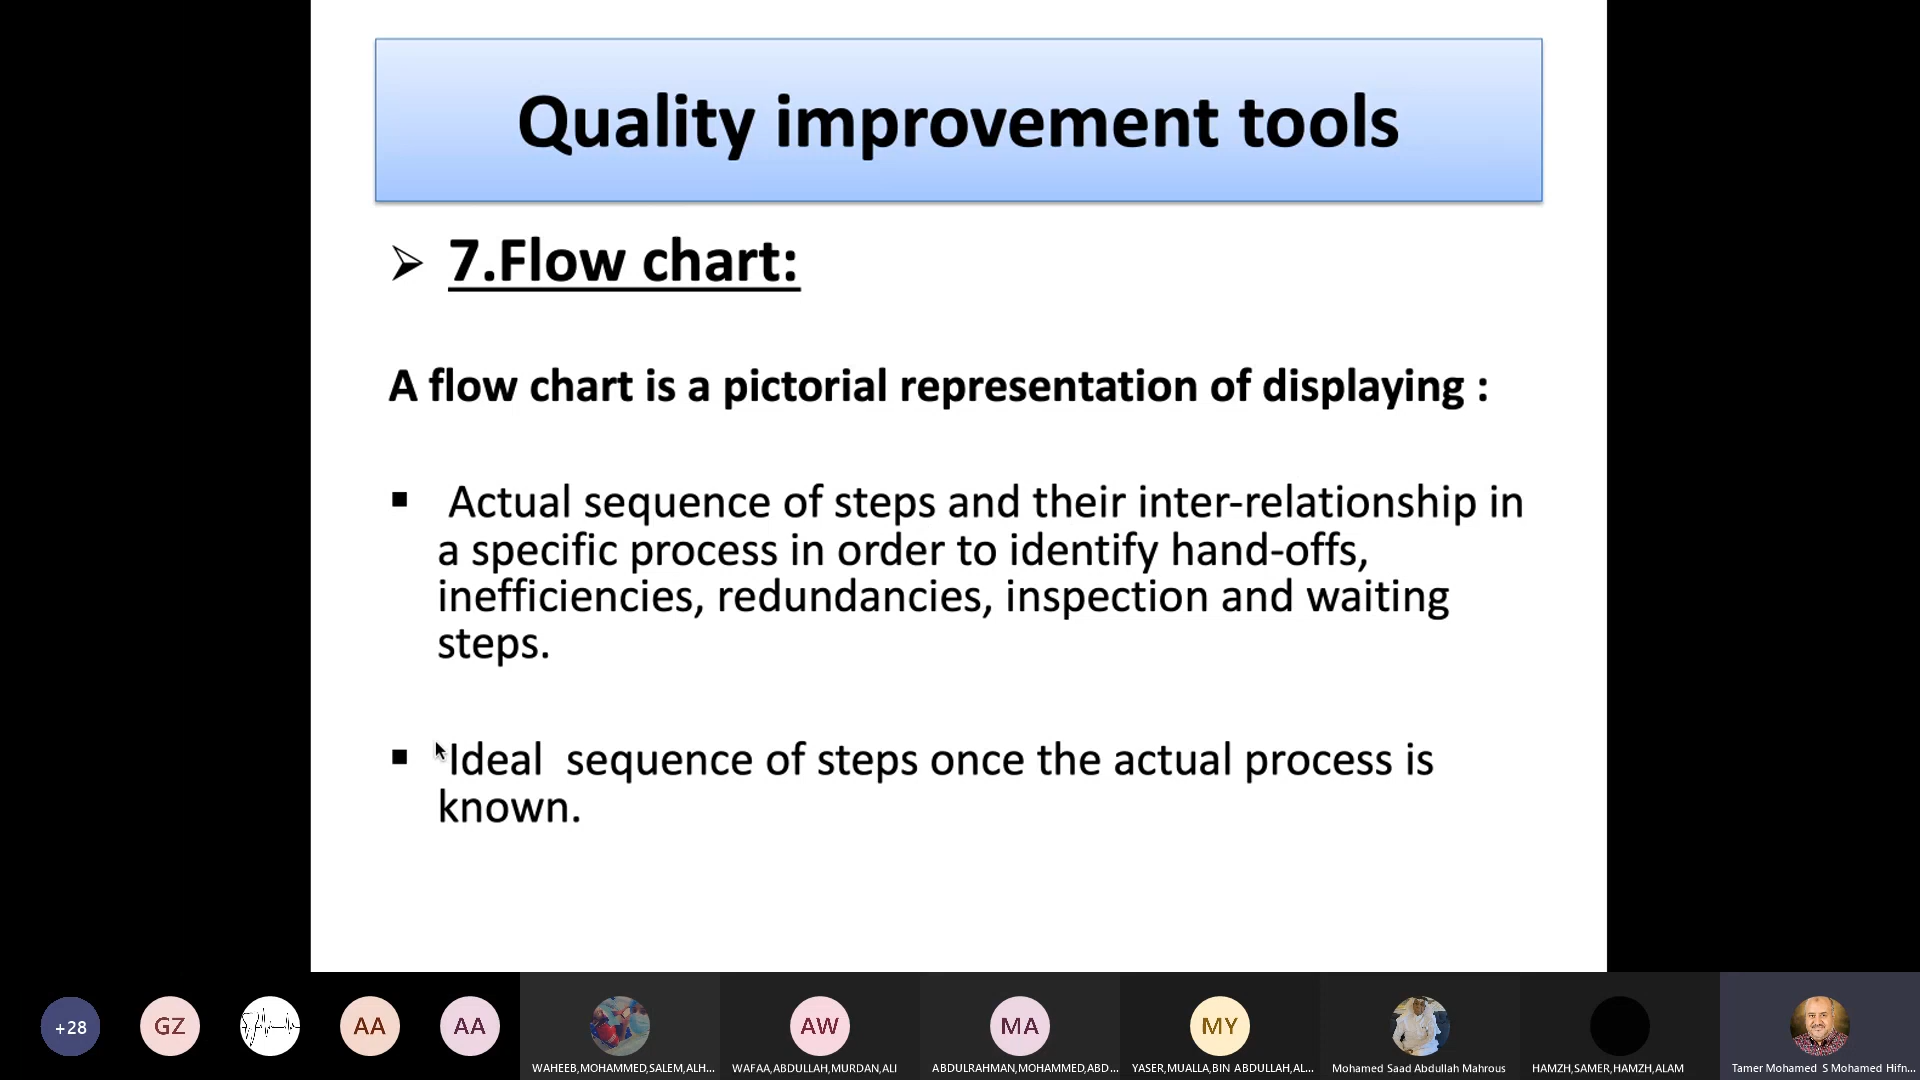 Quality improvement tools
➢ 7.Flow chart:
A flow chart is a pictorial representation of displaying :
▪ Actual sequence of steps and their inter-relationship in
a specific process in order to identify hand-offs,
inefficiencies, redundancies, inspection and waiting
steps.
▪ Ideal sequence of steps once the actual process is
known.
+28
GZ
AA
AA
AW
MA
MY
WAHEEB,MOHAMMED,SALEM,ALH...
WAFAA,ABDULLAH,MURDAN,ALI
ABDULRAHMAN,MOHAMMED,ABD...
YASER,MUALLA,BIN ABDULLAH,AL...
Mohamed Saad Abdullah Mahrous
HAMZH,SAMER,HAMZH,ALAM
Tamer Mohamed S Mohamed Hifn...